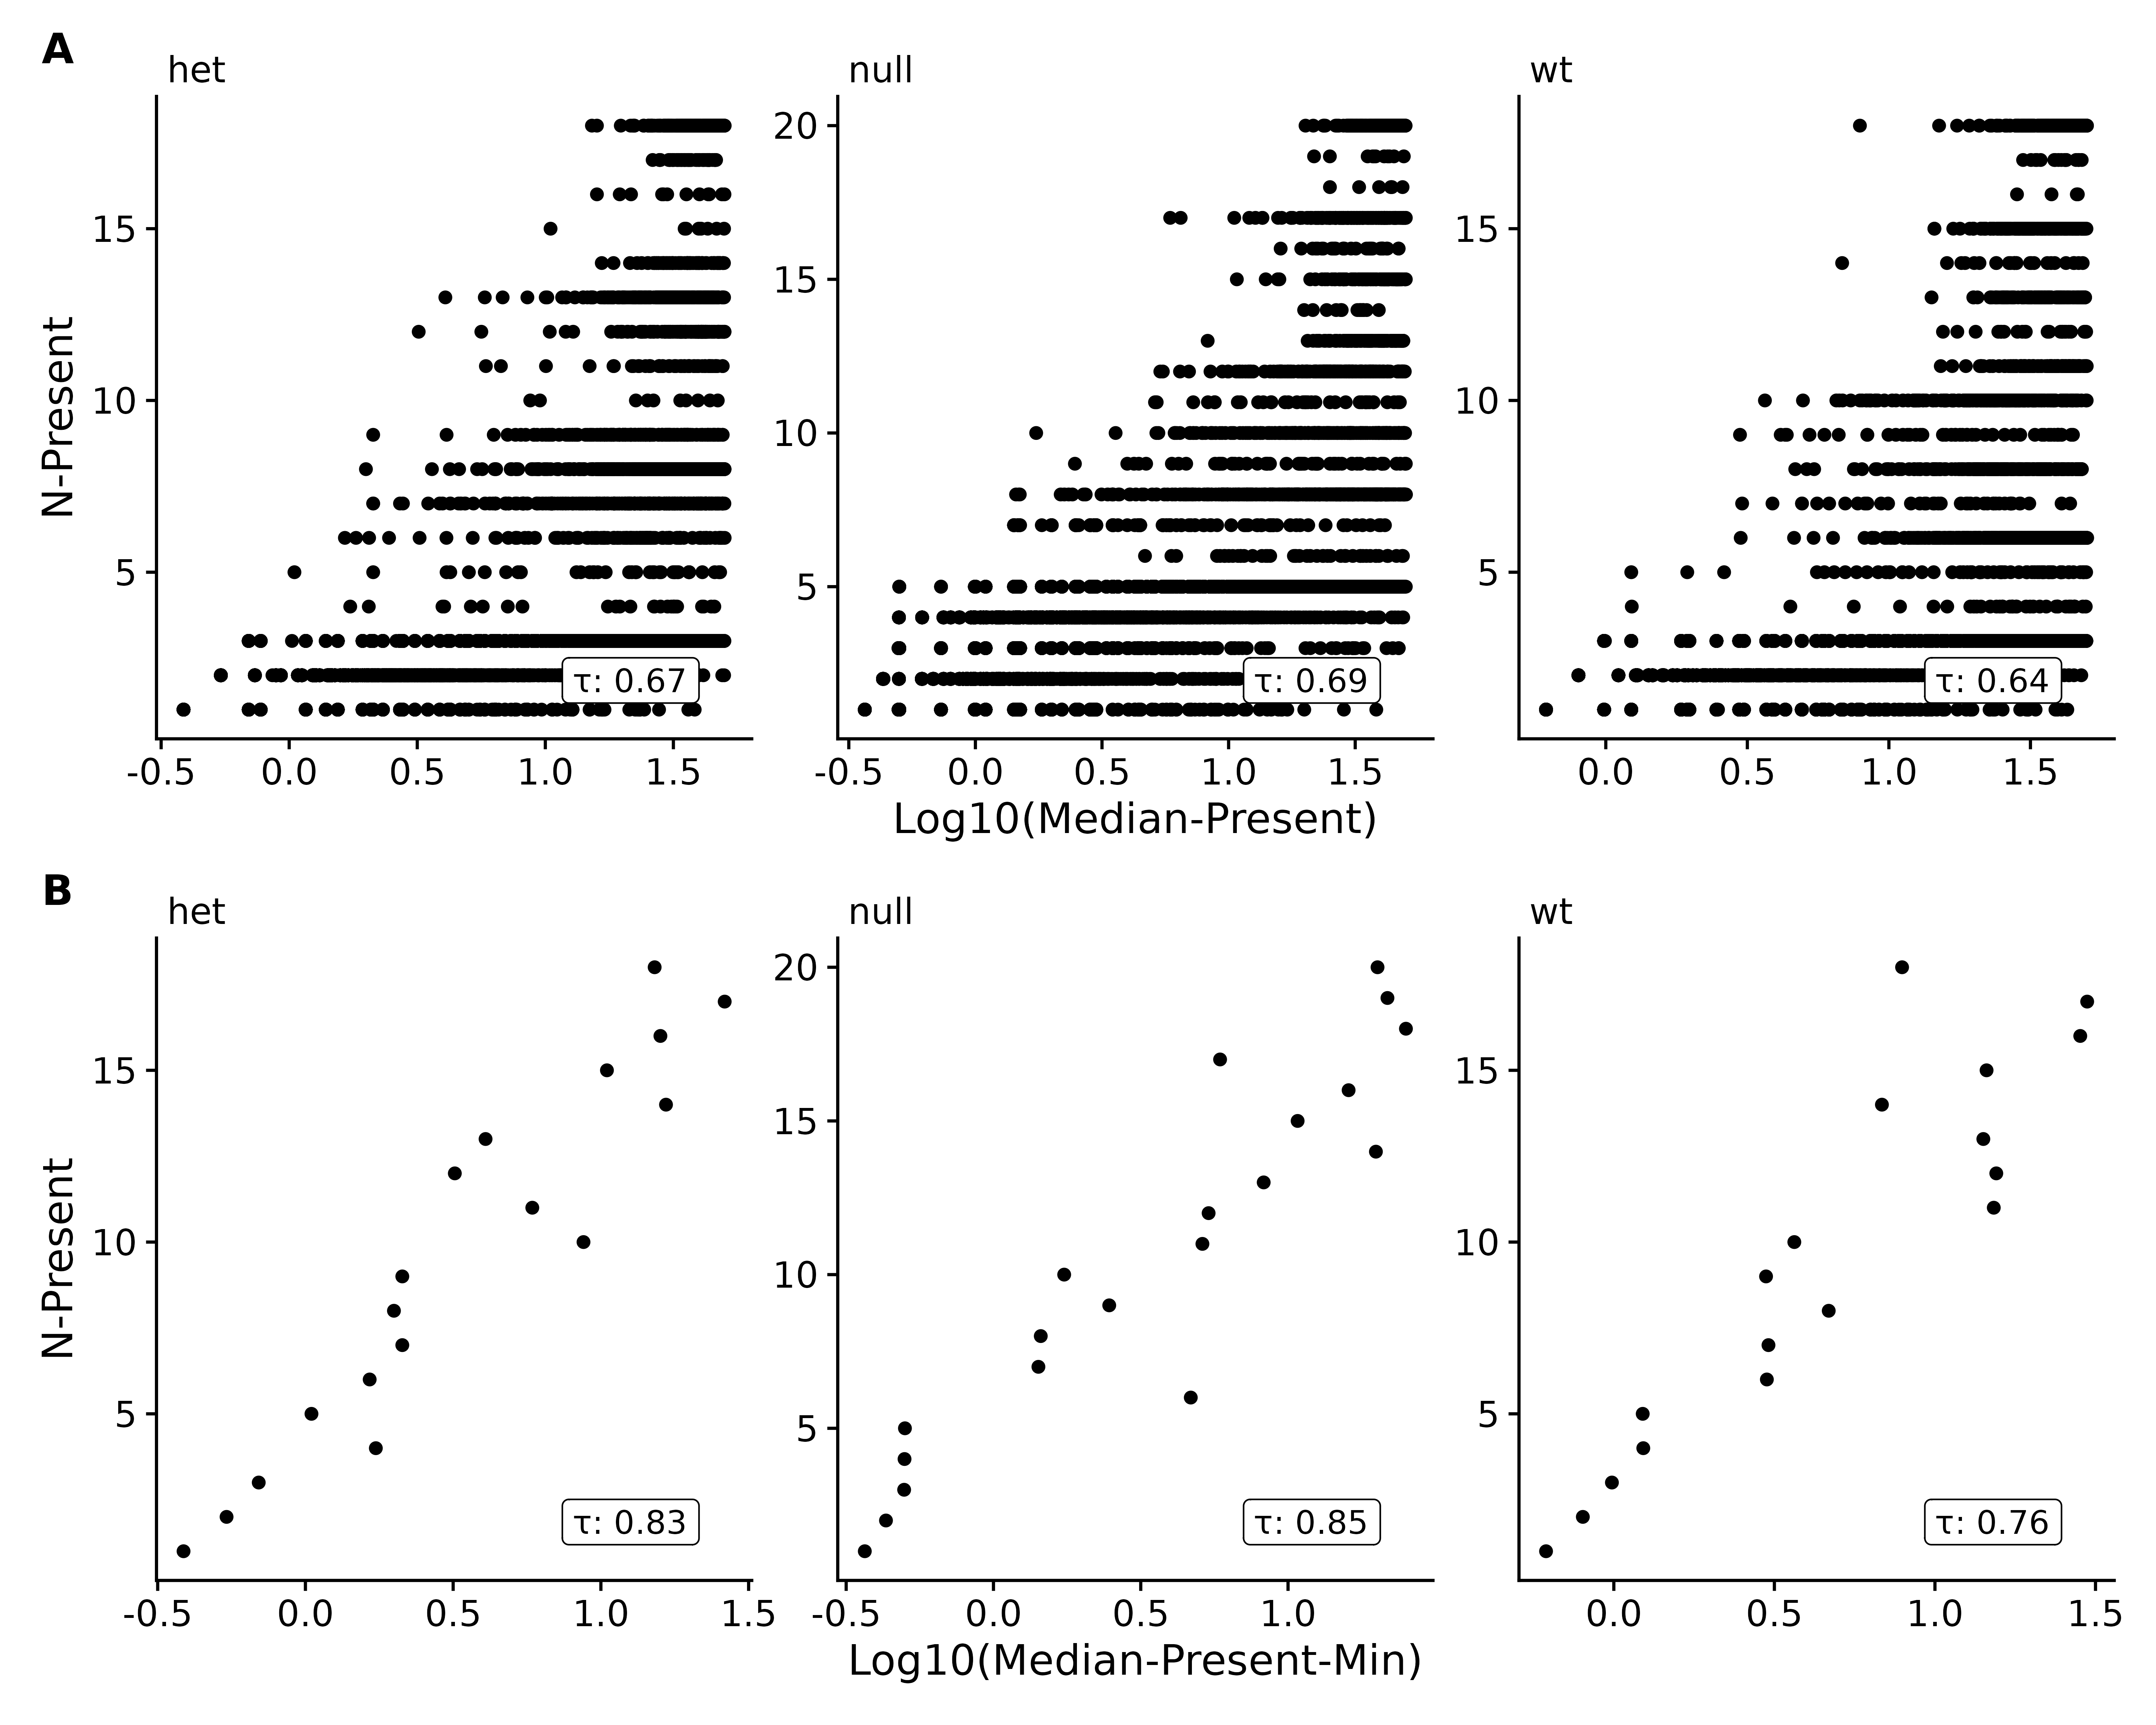 A
het null wt
N-Present
15
10
5
20
15
10
5
15
10
5
τ: 0.67 τ: 0.69 τ: 0.64
-0.5 0.0 0.5 1.0 1.5 -0.5 0.0 0.5 1.0 1.5 0.0 0.5 1.0 1.5
Log10(Median-Present)
B
het null wt
N-Present
15
10
5
20
15
10
5
15
10
5
τ: 0.83 τ: 0.85 τ: 0.76
-0.5 0.0 0.5 1.0 1.5 -0.5 0.0 0.5 1.0 0.0 0.5 1.0 1.5
Log10(Median-Present-Min)